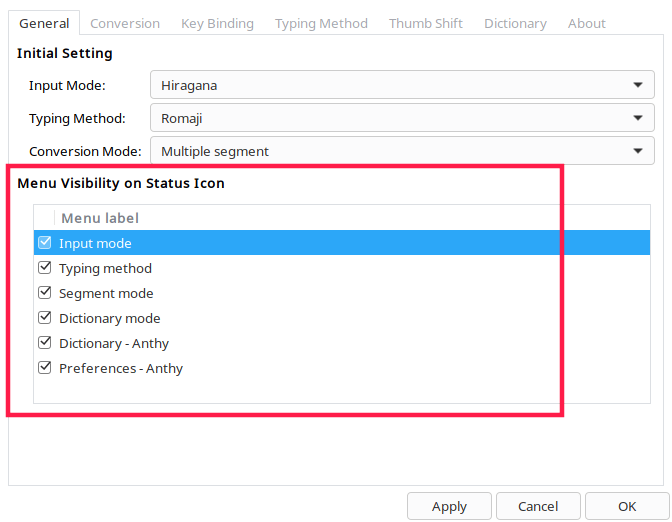 General Conversion Key Binding Typing Method Thumb Shift Dictionary About
Initial Setting
Input Mode: Hiragana
Typing Method: Romaji
Conversion Mode: Multiple segment
Menu Visibility on Status Icon
Menu label
Input mode
Typing method
Segment mode
Dictionary mode
Dictionary - Anthy
Preferences - Anthy
Apply Cancel OK